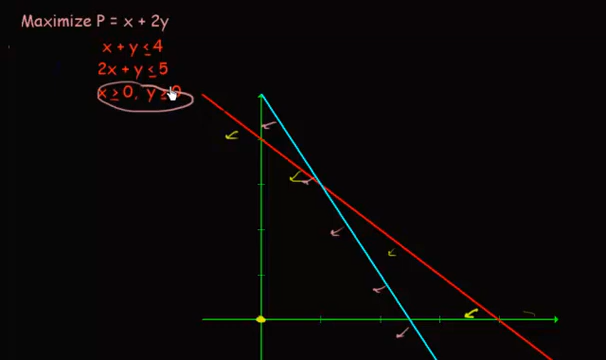 Maximize P = x + 2y
x + y ≤ 4
2x + y ≤ 5
x ≥ 0, y ≥ 0